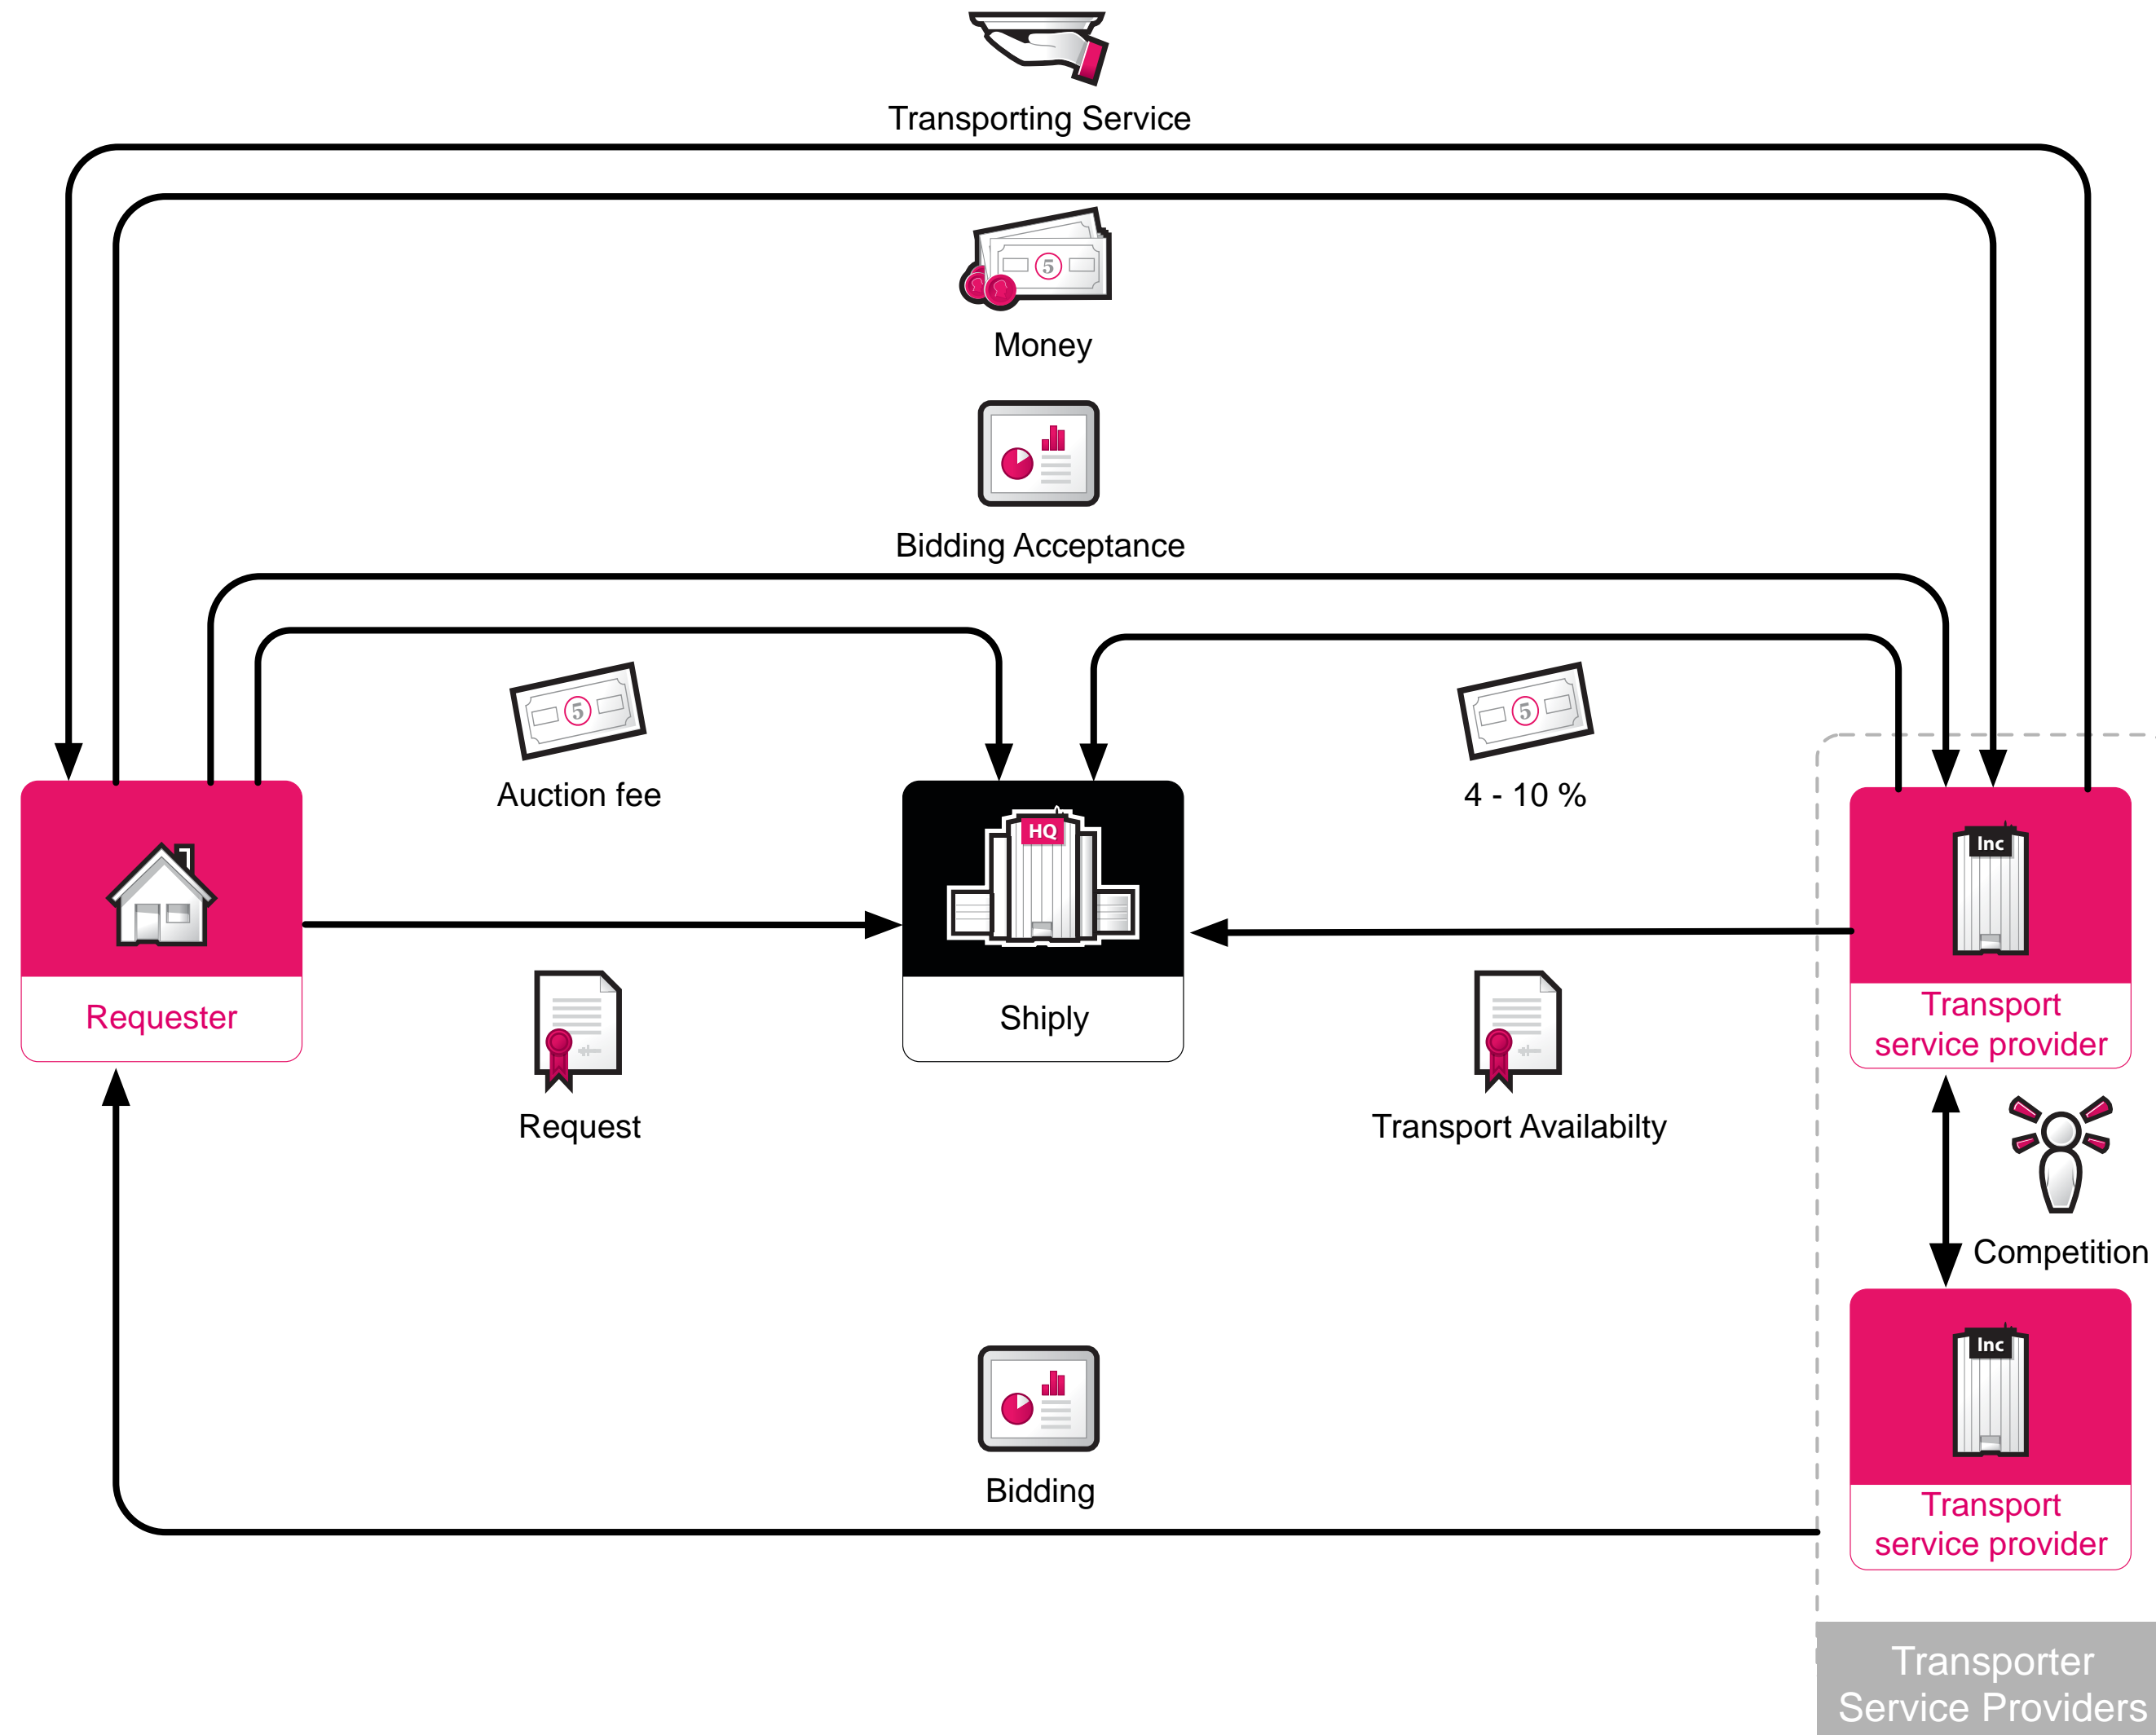 Transporting Service
5
Money
Bidding Acceptance
5
5
Auction fee
4 - 10 %
HQ
Inc
Requester
Shiply
Transport
service provider
Request
Transport Availabilty
Competition
Inc
Bidding
Transport
service provider
Transporter
Service Providers